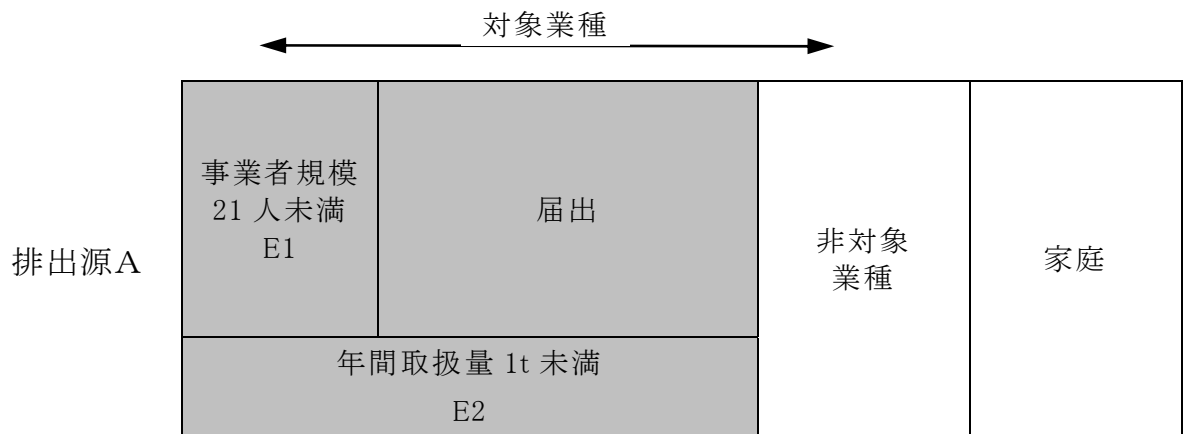 対象業種
排出源A
事業者規模
21 人未満
E1
届出
非対象
業種
家庭
年間取扱量 1t 未満
E2